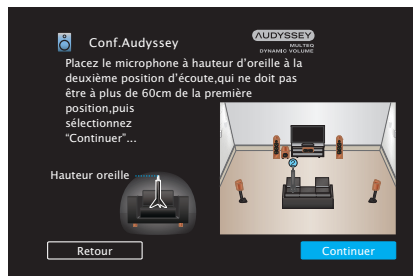 Conf.Audyssey
AUDYSSEY
MULTEQ
DYNAMIC VOLUME
Placez le microphone à hauteur d’oreille à la
deuxième position d’écoute,qui ne doit pas
être à plus de 60cm de la première
position,puis
sélectionnez
“Continuer”...
Hauteur oreille
Retour
Continuer